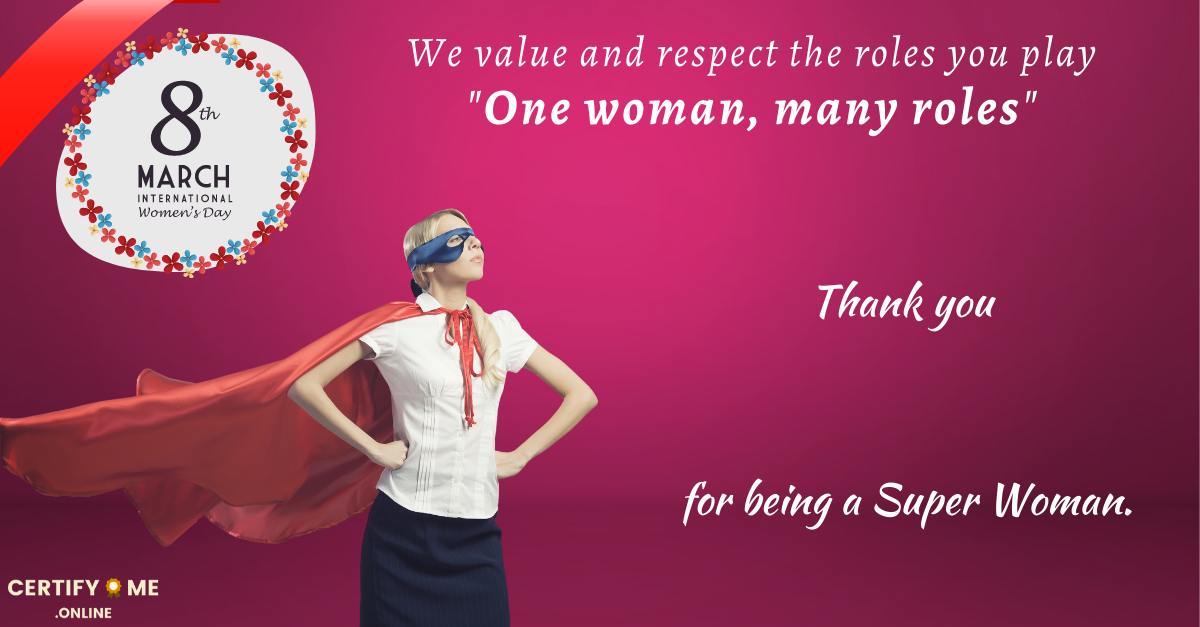 8th
MARCH
INTERNATIONAL
Women's Day
We value and respect the roles you play
"One woman, many roles"
Thank you
for being a Super Woman.
CERTIFY ME
.ONLINE